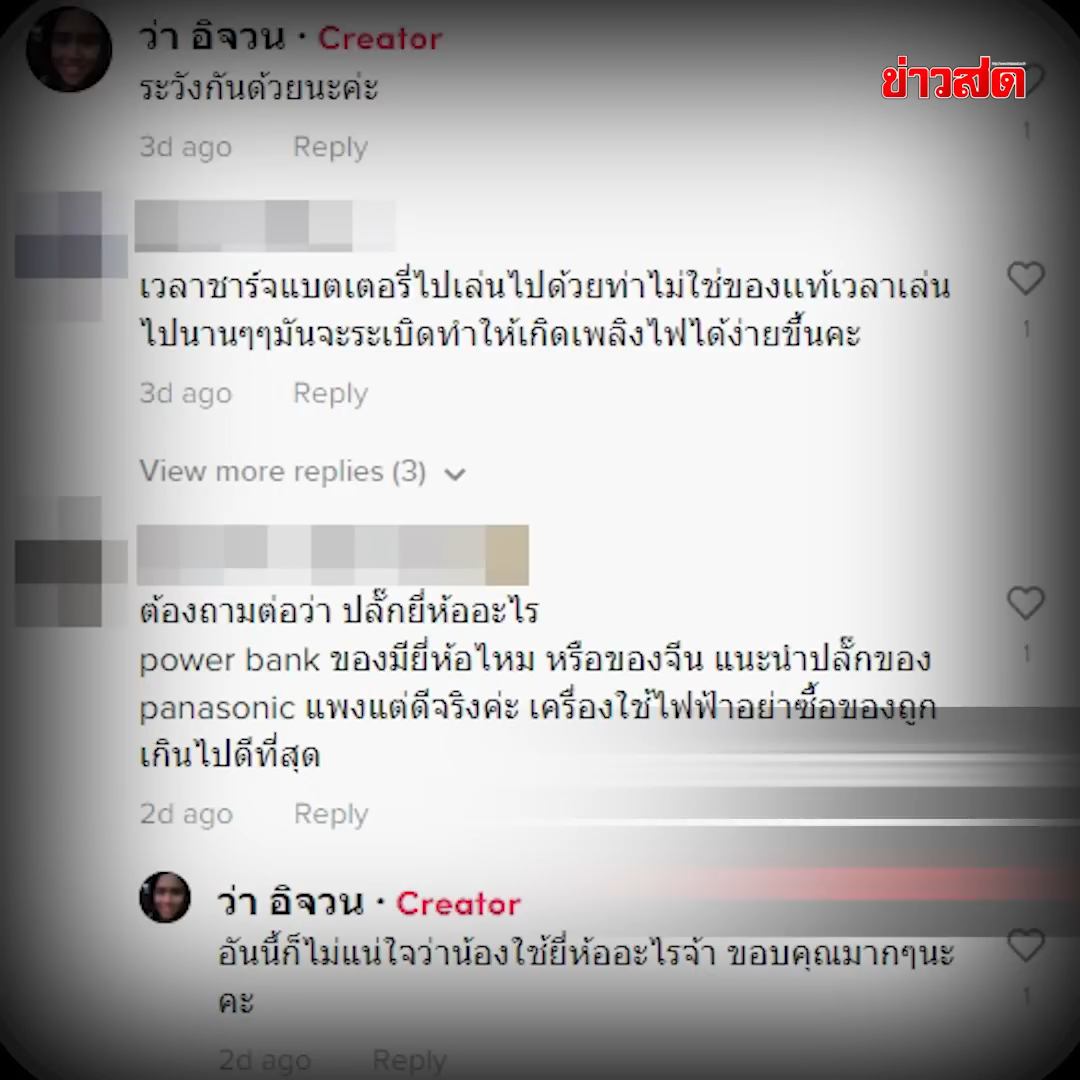 ว่า อิจวน · Creator
ข่าวสด
ระวังกันด้วยนะค่ะ
1
3d ago Reply
เวลาชาร์จแบตเตอรี่ไปเล่นไปด้วยท่าไม่ใช่ของแท้เวลาเล่น
ไปนานๆๆมันจะระเบิดทำให้เกิดเพลิงไฟได้ง่ายขึ้นคะ
1
3d ago Reply
View more replies (3)
ต้องถามต่อว่า ปลั๊กยี่ห้ออะไร
power bank ของมียี่ห้อไหม หรือของจีน แนะนำปลั๊กของ
1
panasonic แพงแต่ดีจริงค่ะ เครื่องใช้ไฟฟ้าอย่าซื้อของถูก
เกินไปดีที่สุด
2d ago Reply
ว่า อิจวน · Creator
อันนี้ก็ไม่แน่ใจว่าน้องใช้ยี่ห้ออะไรจ้า ขอบคุณมากๆนะ
คะ
1
2d ago Reply